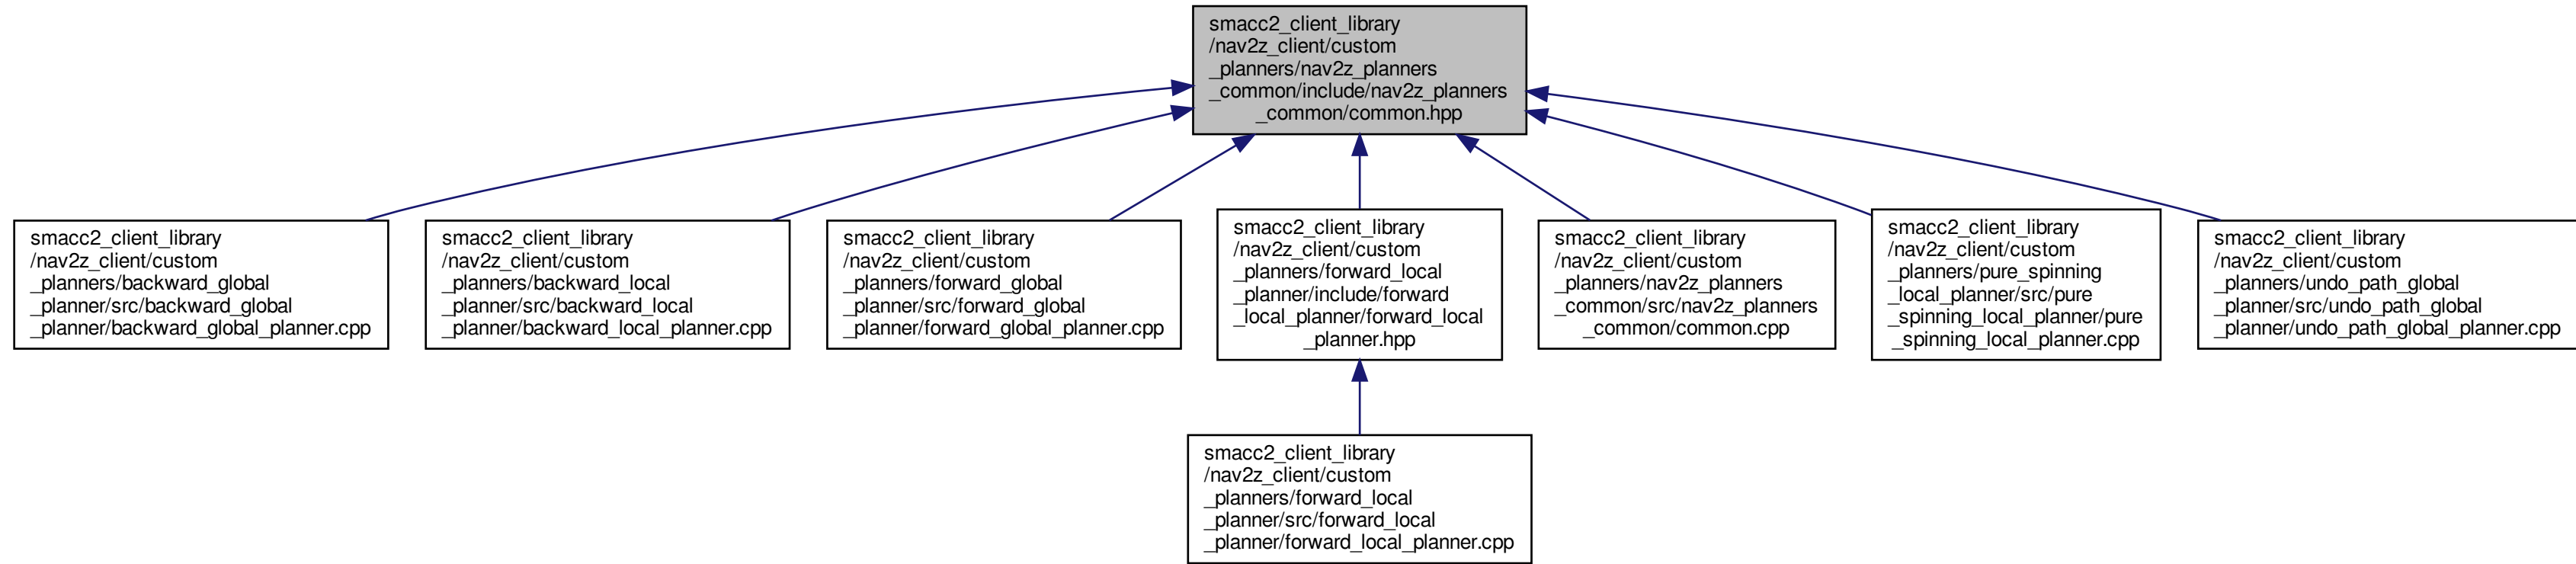 smacc2_client_library
/nav2z_client/custom
_planners/nav2z_planners
_common/include/nav2z_planners
_common/common.hpp
smacc2_client_library
/nav2z_client/custom
_planners/backward_global
_planner/src/backward_global
_planner/backward_global_planner.cpp
smacc2_client_library
/nav2z_client/custom
_planners/backward_local
_planner/src/backward_local
_planner/backward_local_planner.cpp
smacc2_client_library
/nav2z_client/custom
_planners/forward_global
_planner/src/forward_global
_planner/forward_global_planner.cpp
smacc2_client_library
/nav2z_client/custom
_planners/forward_local
_planner/include/forward
_local_planner/forward_local
_planner.hpp
smacc2_client_library
/nav2z_client/custom
_planners/nav2z_planners
_common/src/nav2z_planners
_common/common.cpp
smacc2_client_library
/nav2z_client/custom
_planners/pure_spinning
_local_planner/src/pure
_spinning_local_planner/pure
_spinning_local_planner.cpp
smacc2_client_library
/nav2z_client/custom
_planners/undo_path_global
_planner/src/undo_path_global
_planner/undo_path_global_planner.cpp
smacc2_client_library
/nav2z_client/custom
_planners/forward_local
_planner/src/forward_local
_planner/forward_local_planner.cpp